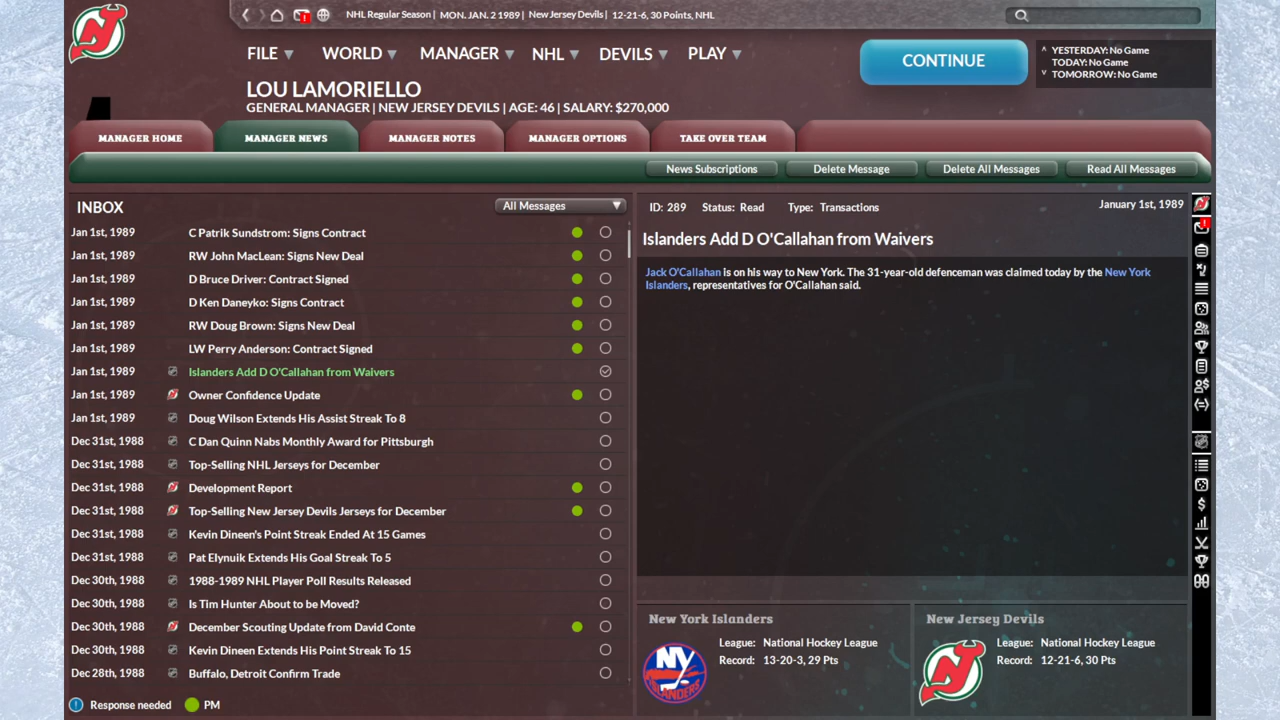 NHL Regular Season | MON. JAN. 2 1989 | New Jersey Devils | 12-21-6, 30 Points, NHL
FILE WORLD MANAGER NHL DEVILS PLAY
CONTINUE
YESTERDAY: No Game
TODAY: No Game
TOMORROW: No Game
LOU LAMORIELLO
GENERAL MANAGER | NEW JERSEY DEVILS | AGE: 46 | SALARY: $270,000
MANAGER HOME MANAGER NEWS MANAGER NOTES MANAGER OPTIONS TAKE OVER TEAM
News Subscriptions Delete Message Delete All Messages Read All Messages
INBOX All Messages
Jan 1st, 1989 C Patrik Sundstrom: Signs Contract
Jan 1st, 1989 RW John MacLean: Signs New Deal
Jan 1st, 1989 D Bruce Driver: Contract Signed
Jan 1st, 1989 D Ken Daneyko: Signs Contract
Jan 1st, 1989 RW Doug Brown: Signs New Deal
Jan 1st, 1989 LW Perry Anderson: Contract Signed
Jan 1st, 1989 Islanders Add D O'Callahan from Waivers
Jan 1st, 1989 Owner Confidence Update
Jan 1st, 1989 Doug Wilson Extends His Assist Streak To 8
Dec 31st, 1988 C Dan Quinn Nabs Monthly Award for Pittsburgh
Dec 31st, 1988 Top-Selling NHL Jerseys for December
Dec 31st, 1988 Development Report
Dec 31st, 1988 Top-Selling New Jersey Devils Jerseys for December
Dec 31st, 1988 Kevin Dineen's Point Streak Ended At 15 Games
Dec 31st, 1988 Pat Elynuik Extends His Goal Streak To 5
Dec 30th, 1988 1988-1989 NHL Player Poll Results Released
Dec 30th, 1988 Is Tim Hunter About to be Moved?
Dec 30th, 1988 December Scouting Update from David Conte
Dec 30th, 1988 Kevin Dineen Extends His Point Streak To 15
Dec 28th, 1988 Buffalo, Detroit Confirm Trade
Response needed PM
ID: 289 Status: Read Type: Transactions January 1st, 1989
Islanders Add D O'Callahan from Waivers
Jack O'Callahan is on his way to New York. The 31-year-old defenceman was claimed today by the New York
Islanders, representatives for O'Callahan said.
New York Islanders
League: National Hockey League
Record: 13-20-3, 29 Pts
NY
ISLANDERS
New Jersey Devils
League: National Hockey League
Record: 12-21-6, 30 Pts